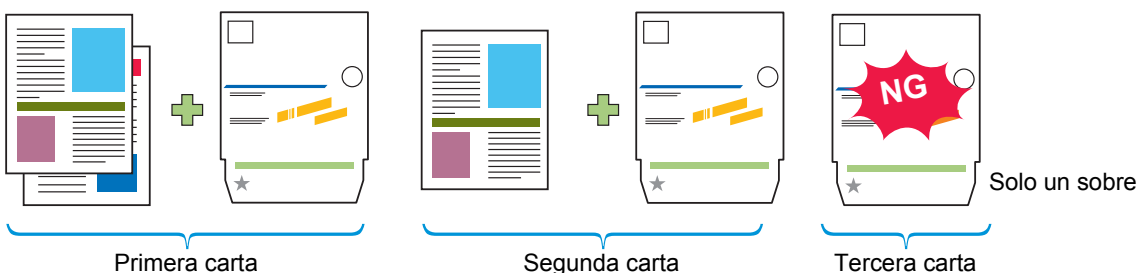 NG
Solo un sobre
Primera carta
Segunda carta
Tercera carta